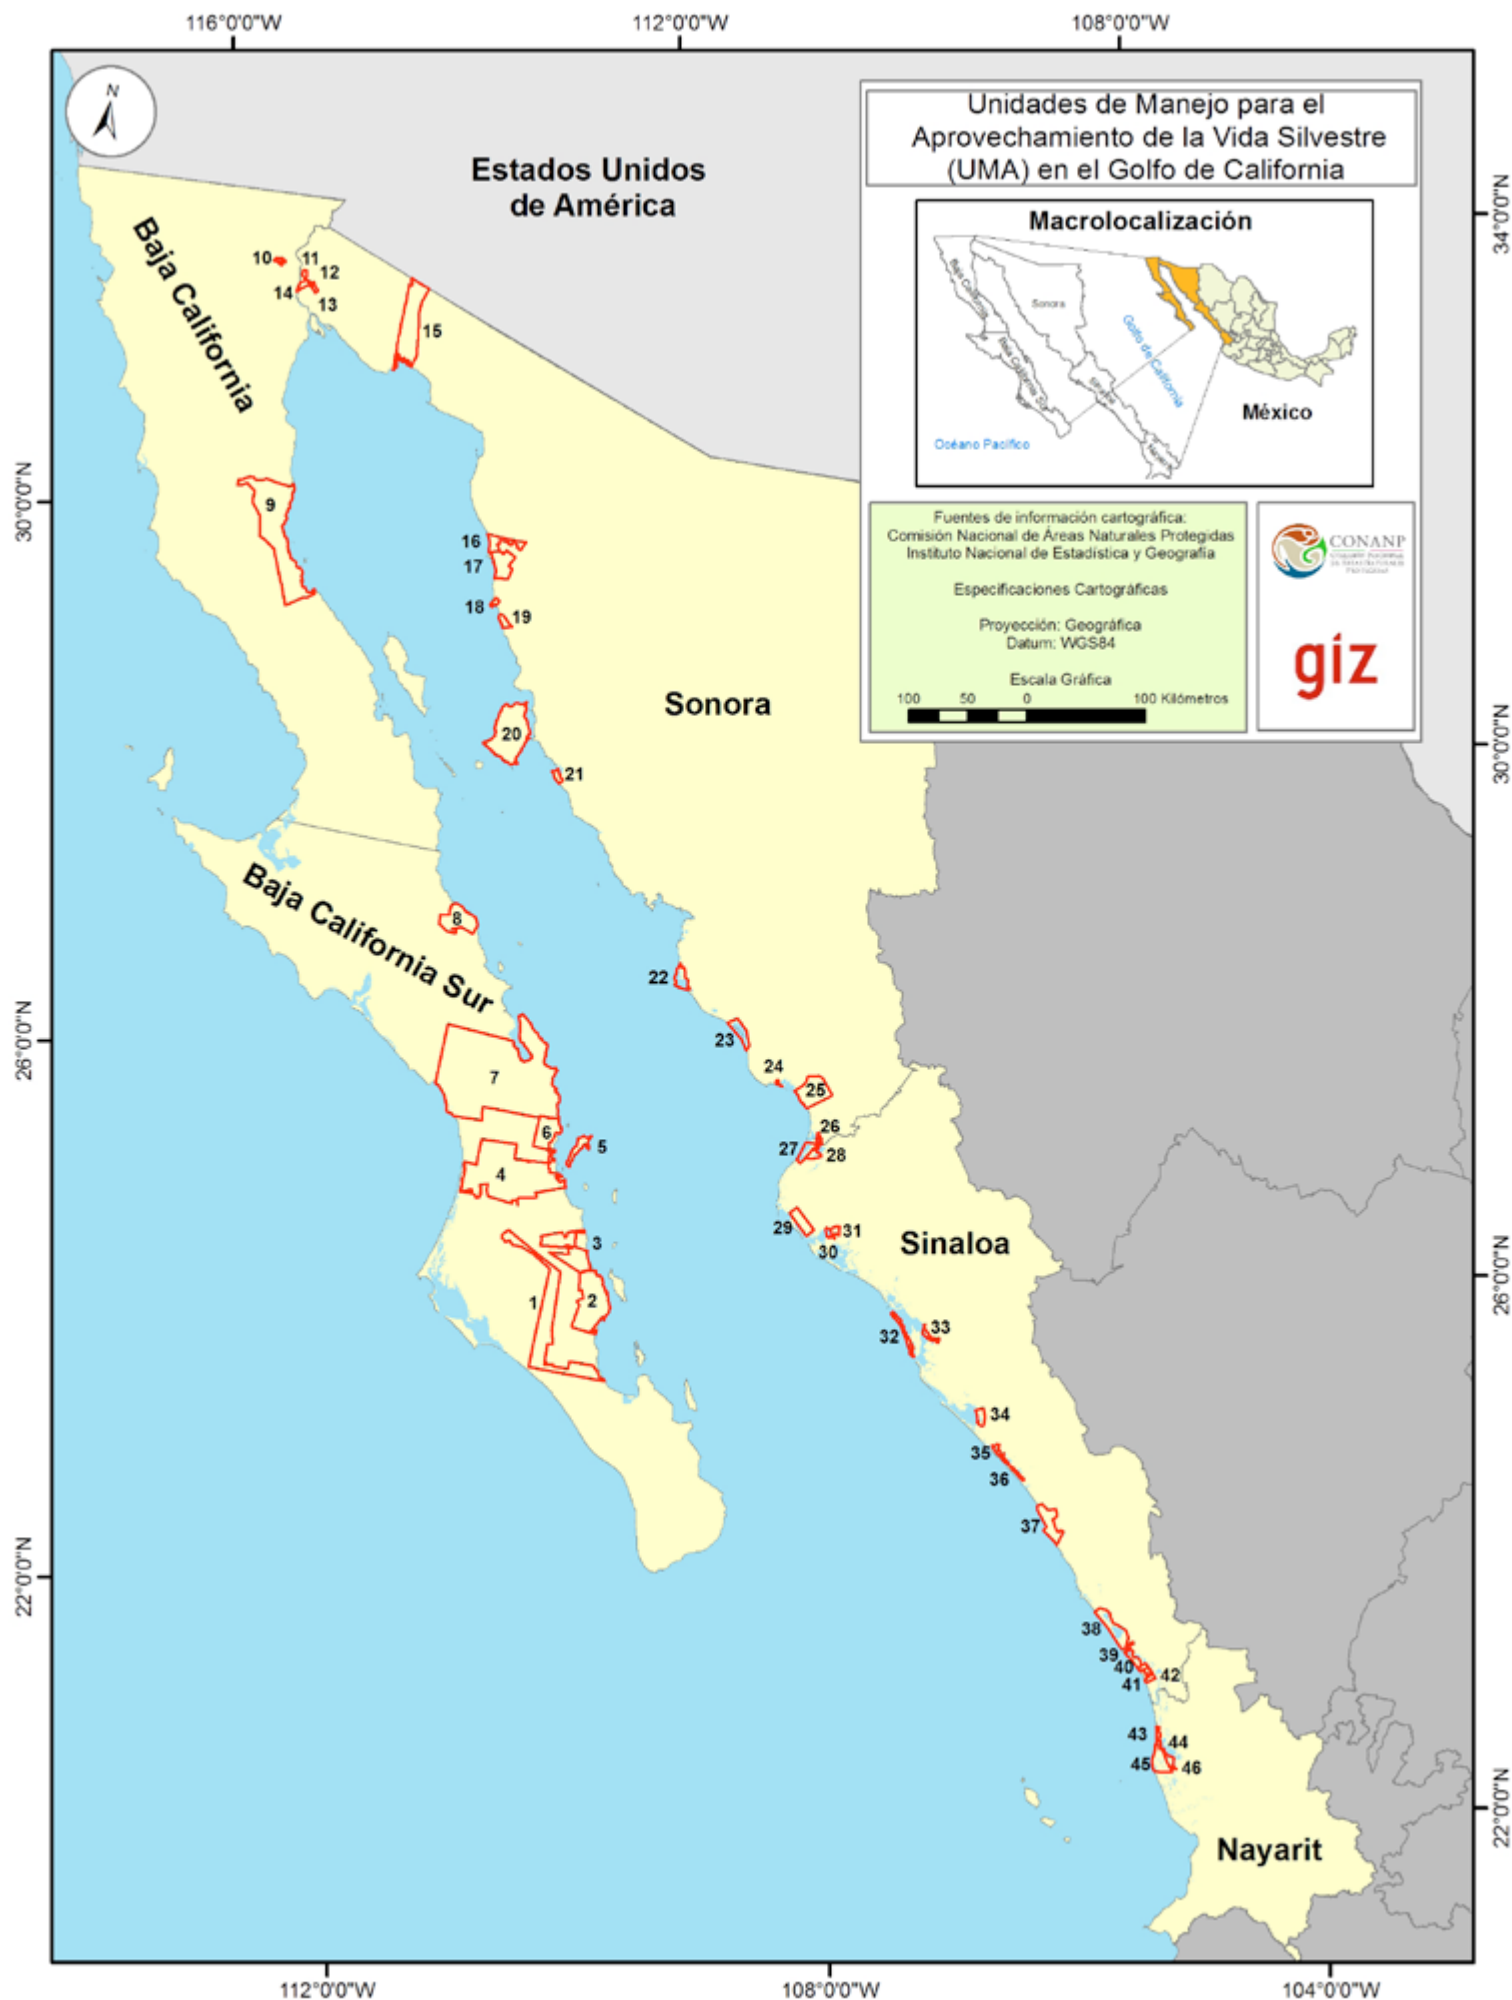 116°0'0"W
112°0'0"W
108°0'0"W
N
Unidades de Manejo para el
Aprovechamiento de la Vida Silvestre
(UMA) en el Golfo de California
Estados Unidos
de América
34°0'0"N
Macrolocalización
Baja California
Sonora
Golfo de California
Baja California Sur
Sinaloa
Nayarit
México
Océano Pacífico
Baja California
10
11
12
13
14
15
30°0'0"N
9
Fuentes de información cartográfica:
Comisión Nacional de Áreas Naturales Protegidas
Instituto Nacional de Estadística y Geografía
Especificaciones Cartográficas
Proyección: Geográfica
Datum: WGS84
Escala Gráfica
100 50 0 100 Kilómetros
CONANP
giz
16
17
18
19
Sonora
20
21
30°0'0"N
Baja California Sur
8
22
26°0'0"N
23
24
25
7
6
5
26
27
28
4
29
31
30
Sinaloa
26°0'0"N
3
1
2
32
33
34
35
36
37
22°0'0"N
38
39
40
41
42
43
44
45
46
22°0'0"N
Nayarit
112°0'0"W
108°0'0"W
104°0'0"W